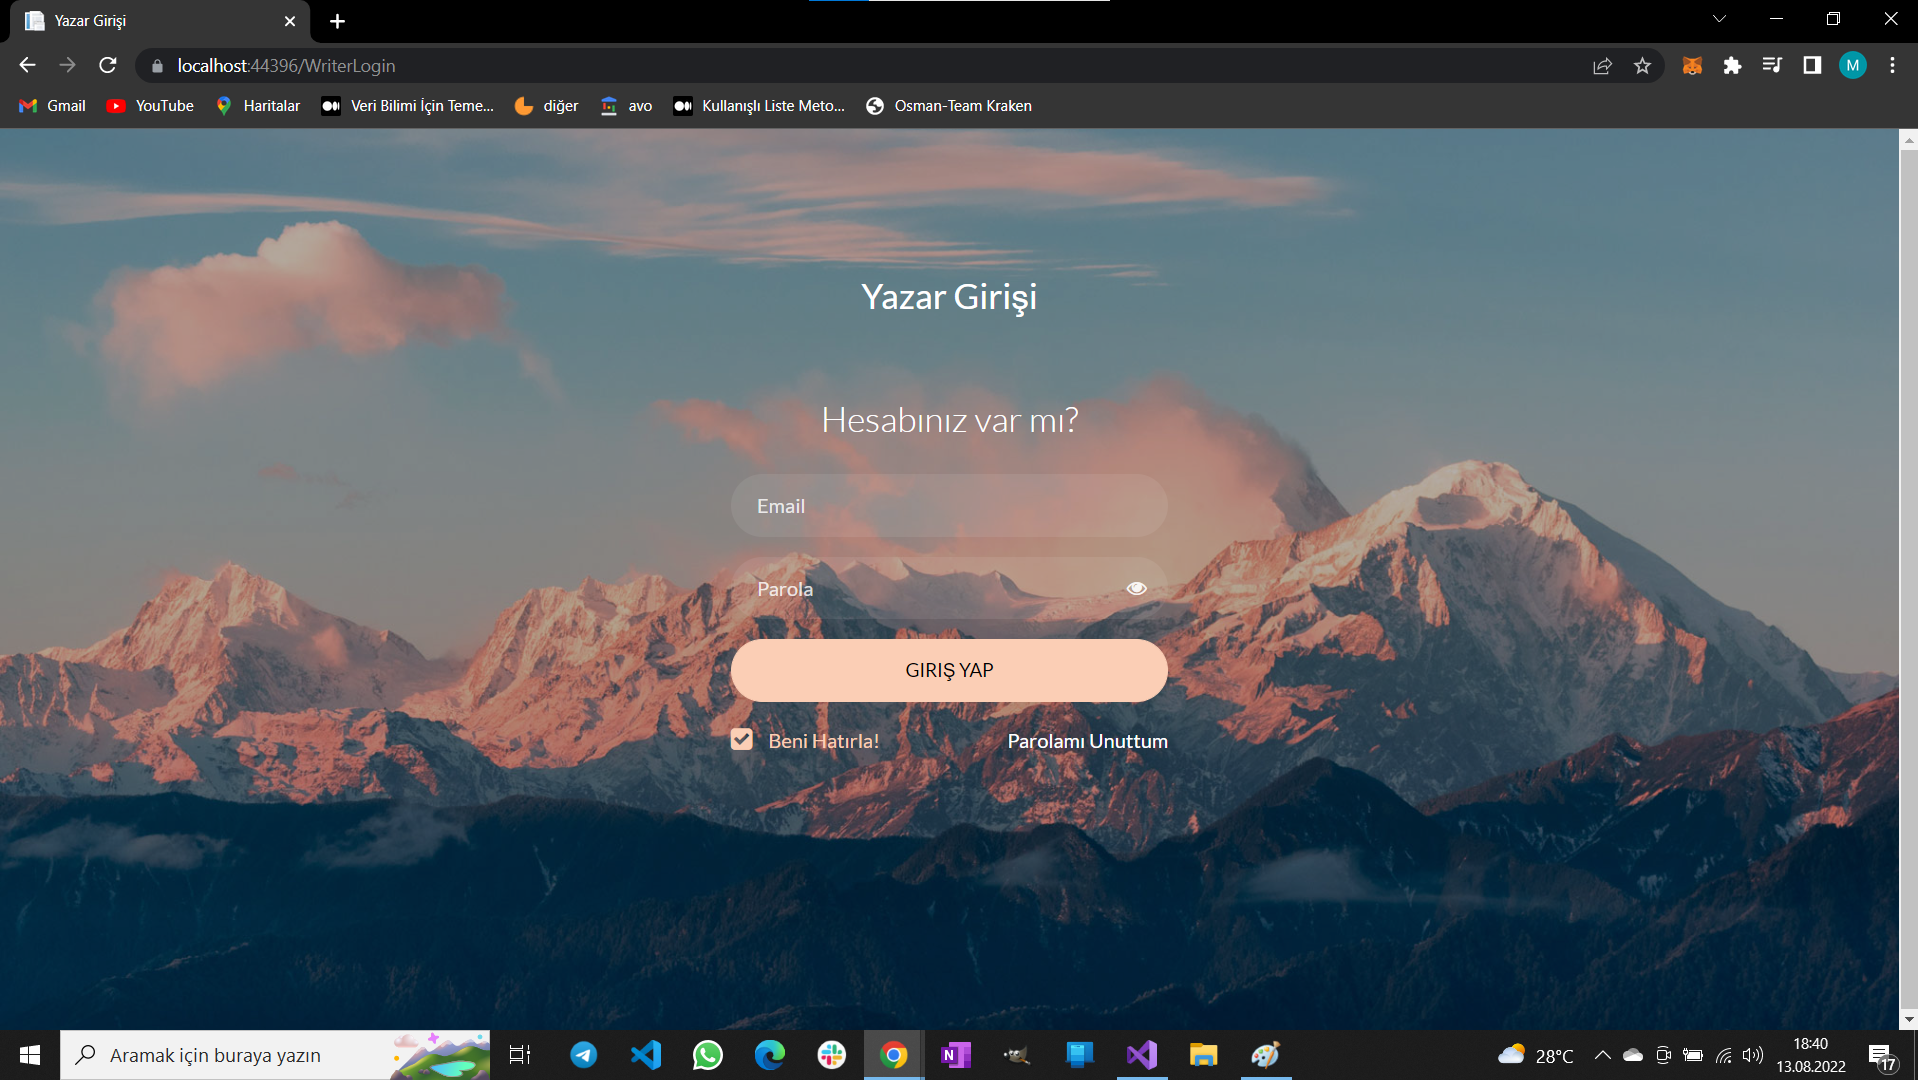 Yazar Girişi
localhost:44396/WriterLogin
M
Gmail YouTube Haritalar Veri Bilimi İçin Teme... diğer avo Kullanışlı Liste Meto... Osman-Team Kraken
Yazar Girişi
Hesabınız var mı?
Email
Parola
GIRIŞ YAP
Beni Hatırla! Parolamı Unuttum
Aramak için buraya yazın
N
28°C
18:40
13.08.2022
17